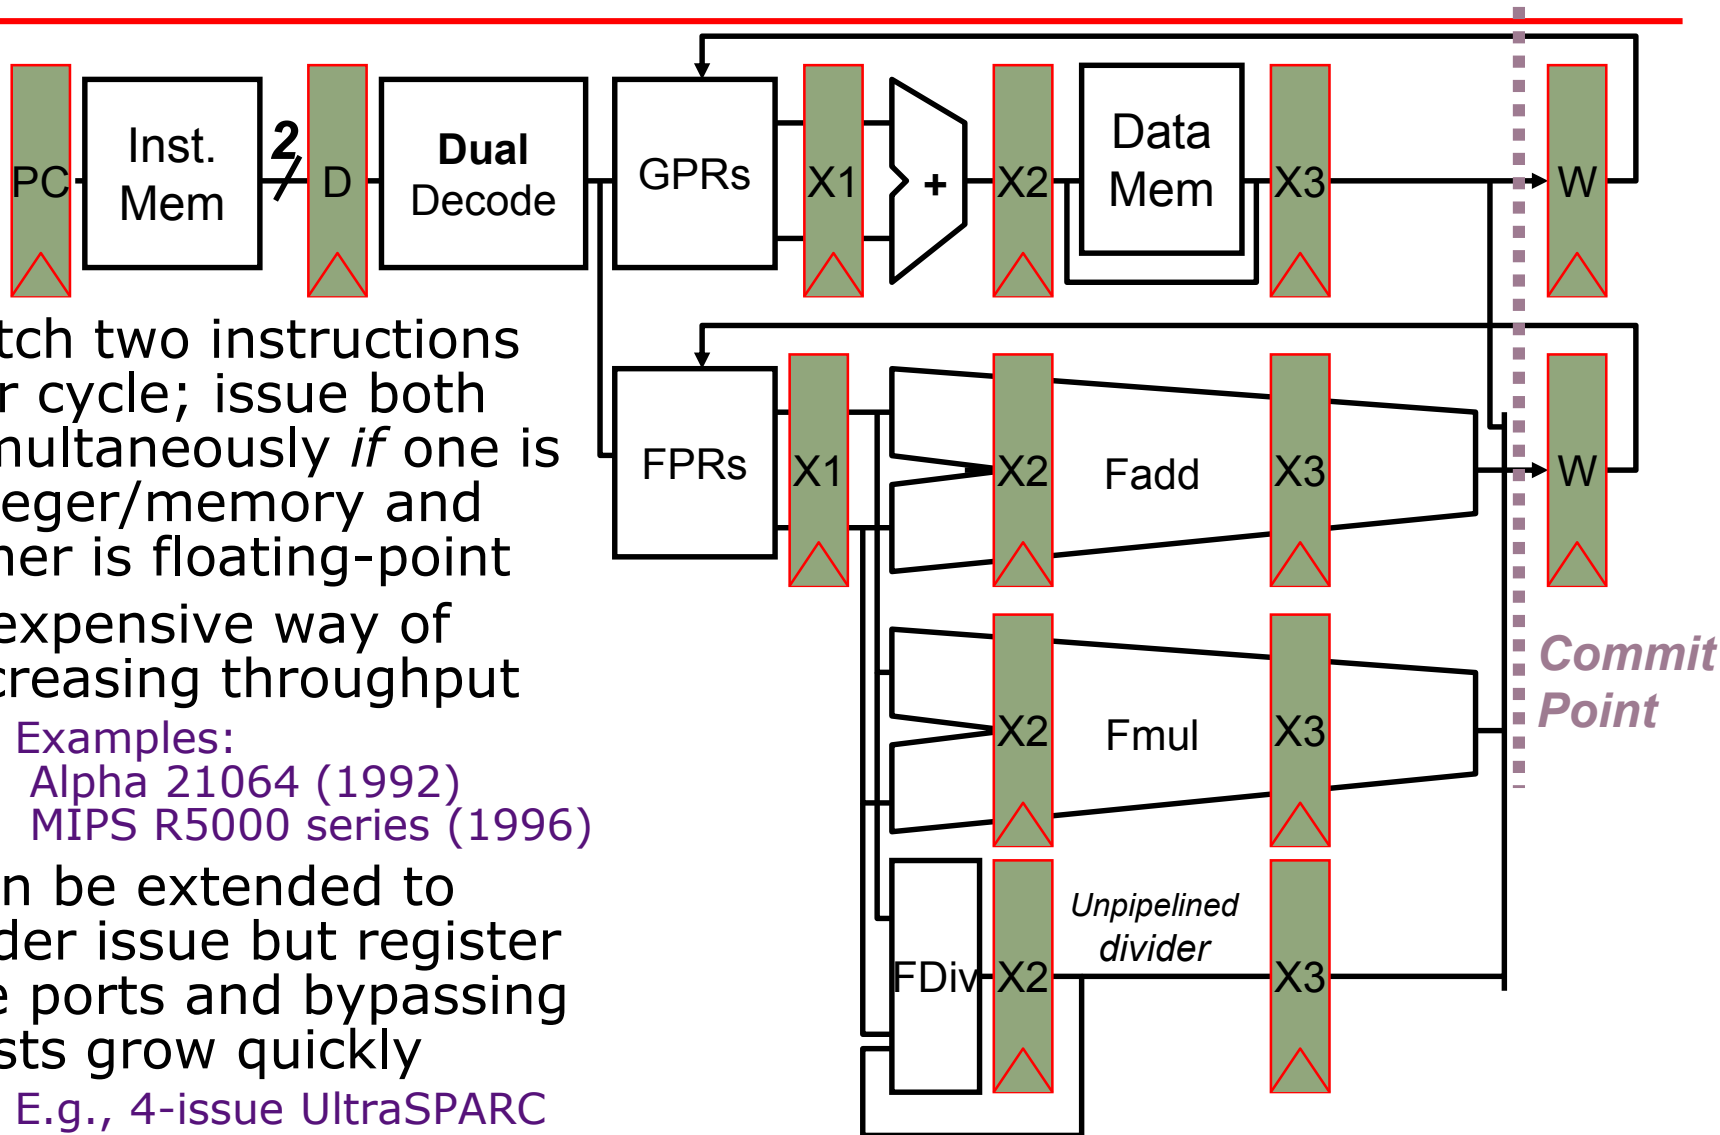 PC
Inst.
Mem
2
D
Dual
Decode
GPRs
X1
+
X2
Data
Mem
X3
W
tch two instructions
r cycle; issue both
multaneously if one is
eger/memory and
ner is floating-point
expensive way of
creasing throughput
Examples:
Alpha 21064 (1992)
MIPS R5000 series (1996)
n be extended to
der issue but register
e ports and bypassing
sts grow quickly
E.g., 4-issue UltraSPARC
FPRs
X1
X2
Fadd
X3
W
X2
Fmul
X3
Commit
Point
FDiv
X2
Unpipelined
divider
X3